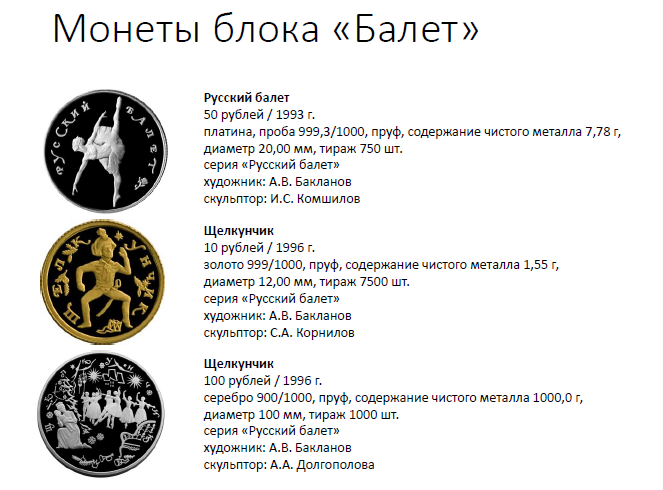 Монеты блока «Балет»
РУССКИЙ БАЛЕТ
Русский балет
50 рублей / 1993 г.
платина, проба 999,3/1000, пруф, содержание чистого металла 7,78 г,
диаметр 20,00 мм, тираж 750 шт.
серия «Русский балет»
художник: А.В. Бакланов
скульптор: И.С. Комшилов
ЩЕЛКУНЧИК
Щелкунчик
10 рублей / 1996 г.
золото 999/1000, пруф, содержание чистого металла 1,55 г,
диаметр 12,00 мм, тираж 7500 шт.
серия «Русский балет»
художник: А.В. Бакланов
скульптор: С.А. Корнилов
Щелкунчик
100 рублей / 1996 г.
серебро 900/1000, пруф, содержание чистого металла 1000,0 г,
диаметр 100 мм, тираж 1000 шт.
серия «Русский балет»
художник: А.В. Бакланов
скульптор: А.А. Долгополова